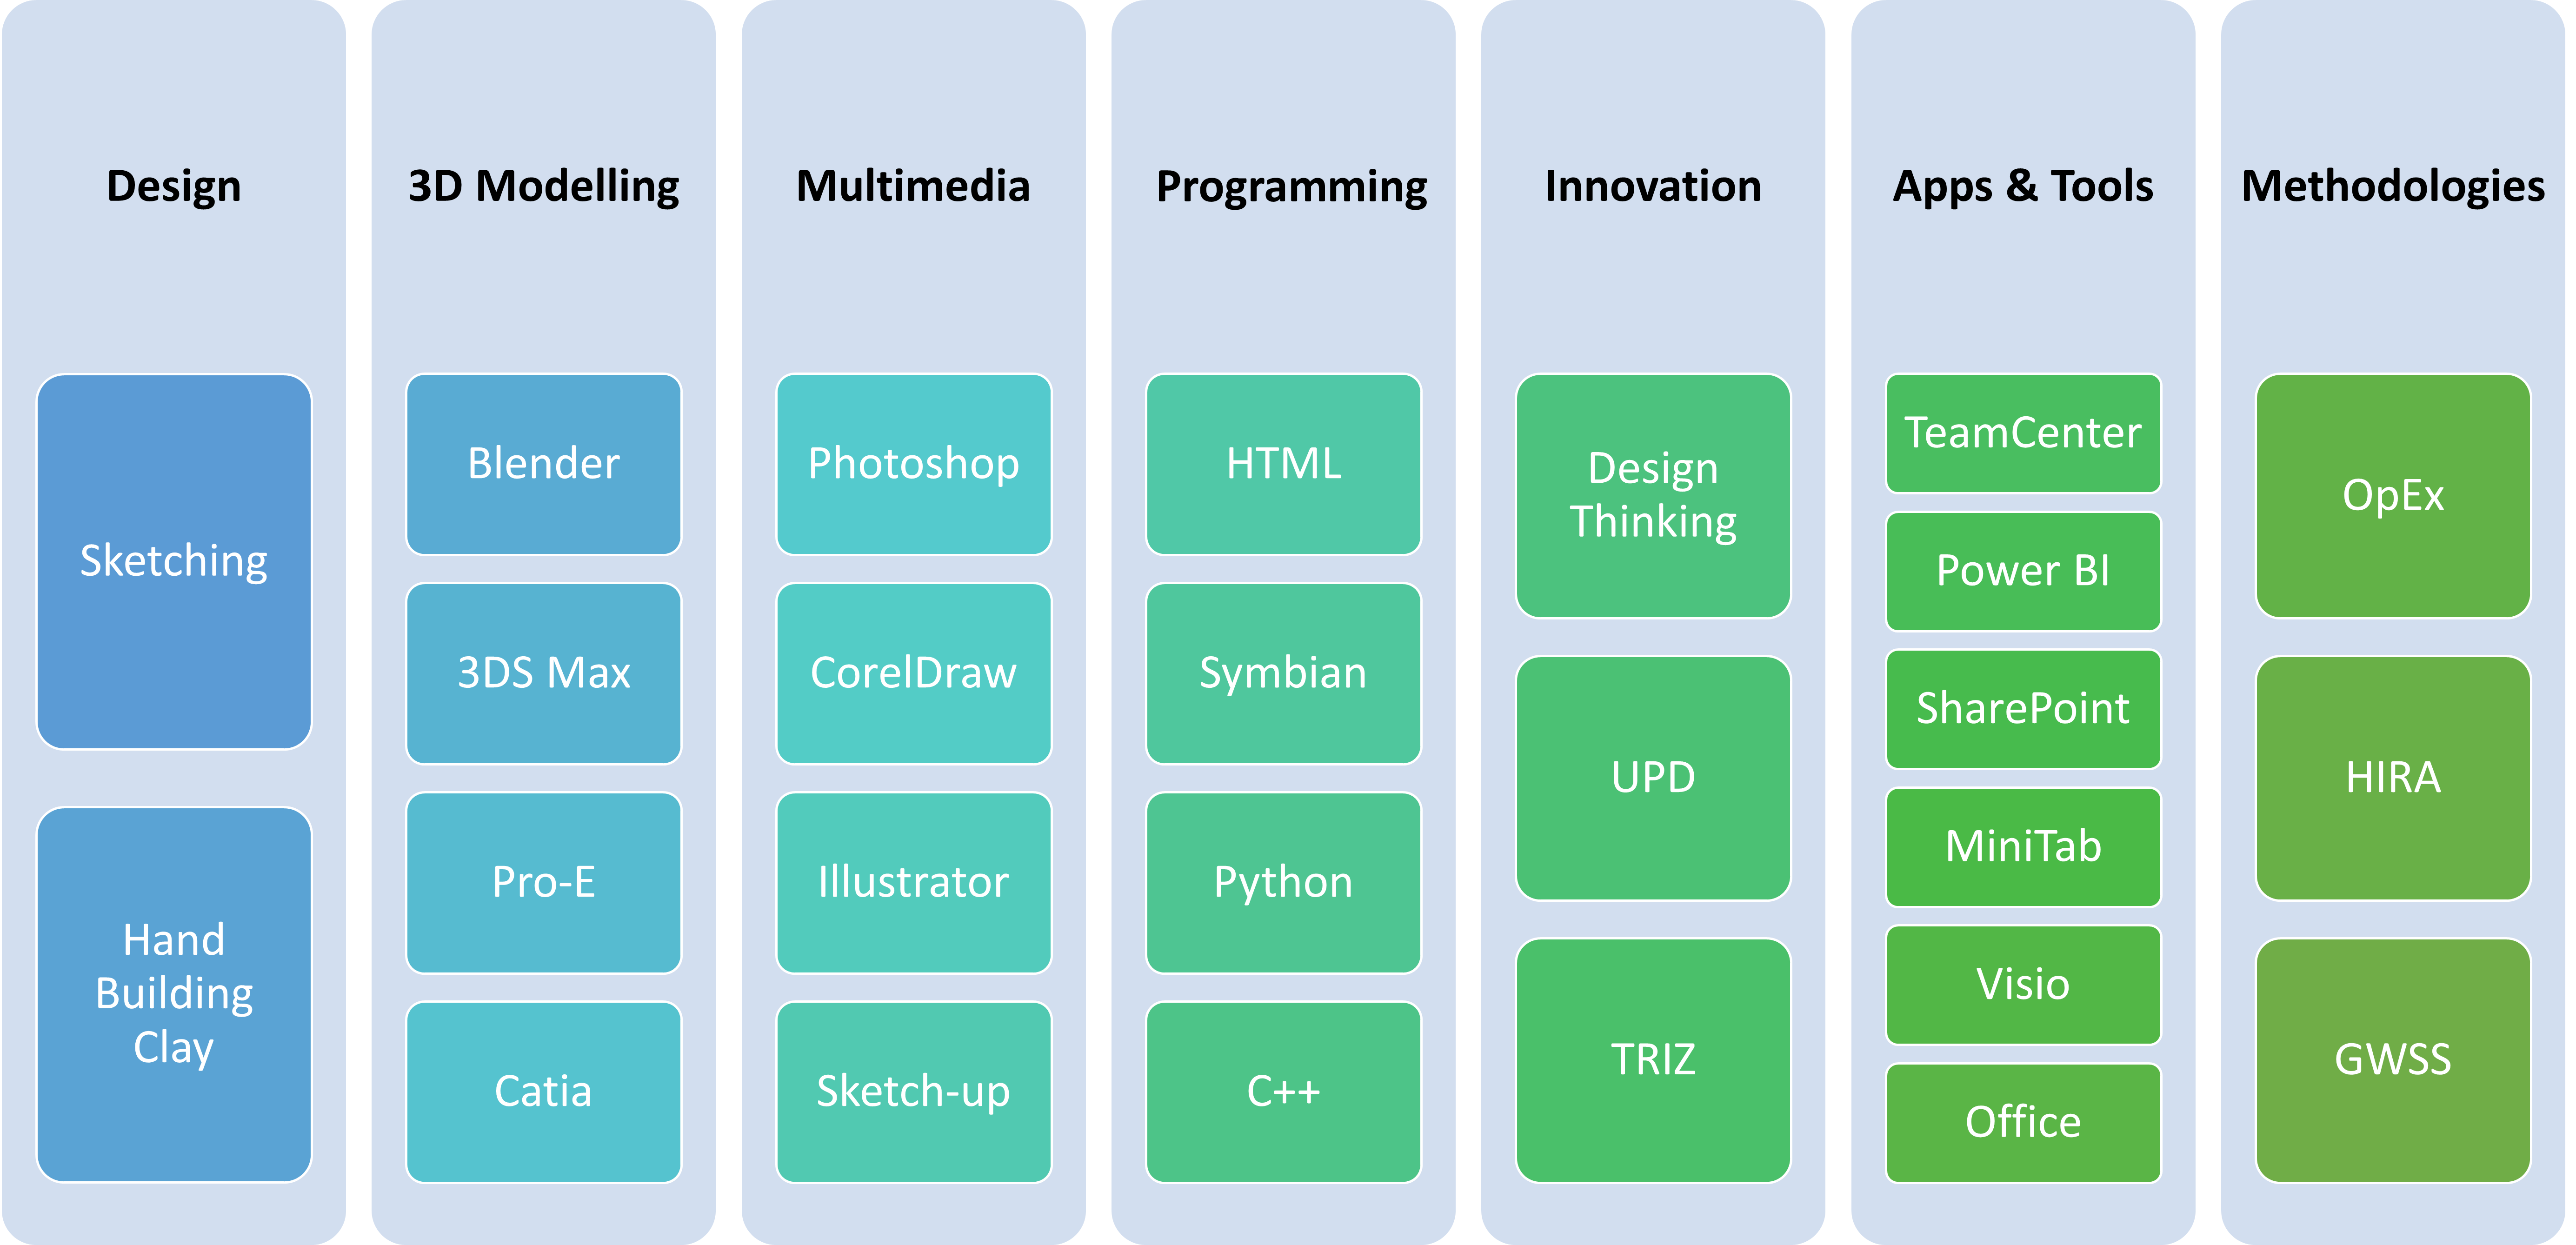 Design
Sketching
Hand
Building
Clay
3D Modelling
Blender
3DS Max
Pro-E
Catia
Multimedia
Photoshop
CorelDraw
Illustrator
Sketch-up
Programming
HTML
Symbian
Python
C++
Innovation
Design
Thinking
UPD
TRIZ
Apps & Tools
TeamCenter
Power BI
SharePoint
MiniTab
Visio
Office
Methodologies
OpEx
HIRA
GWSS